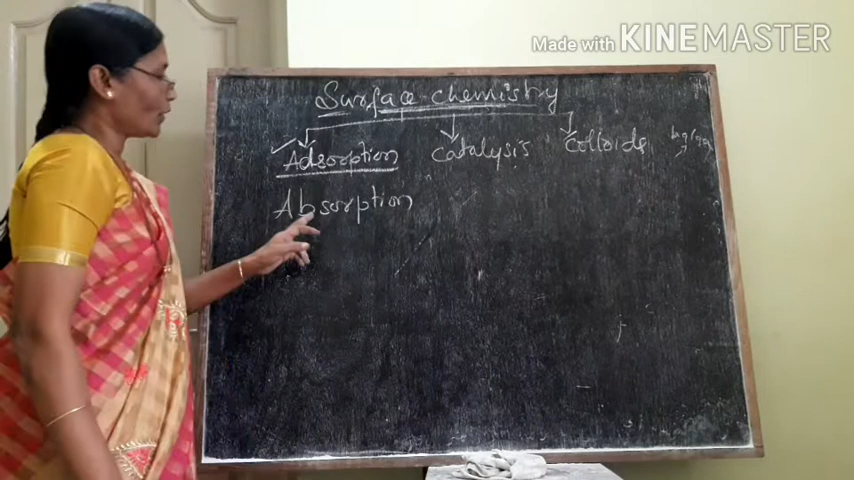 Made with KINEMASTER
Surface chemistry
Adsorption Catalysis Colloids
Absorption